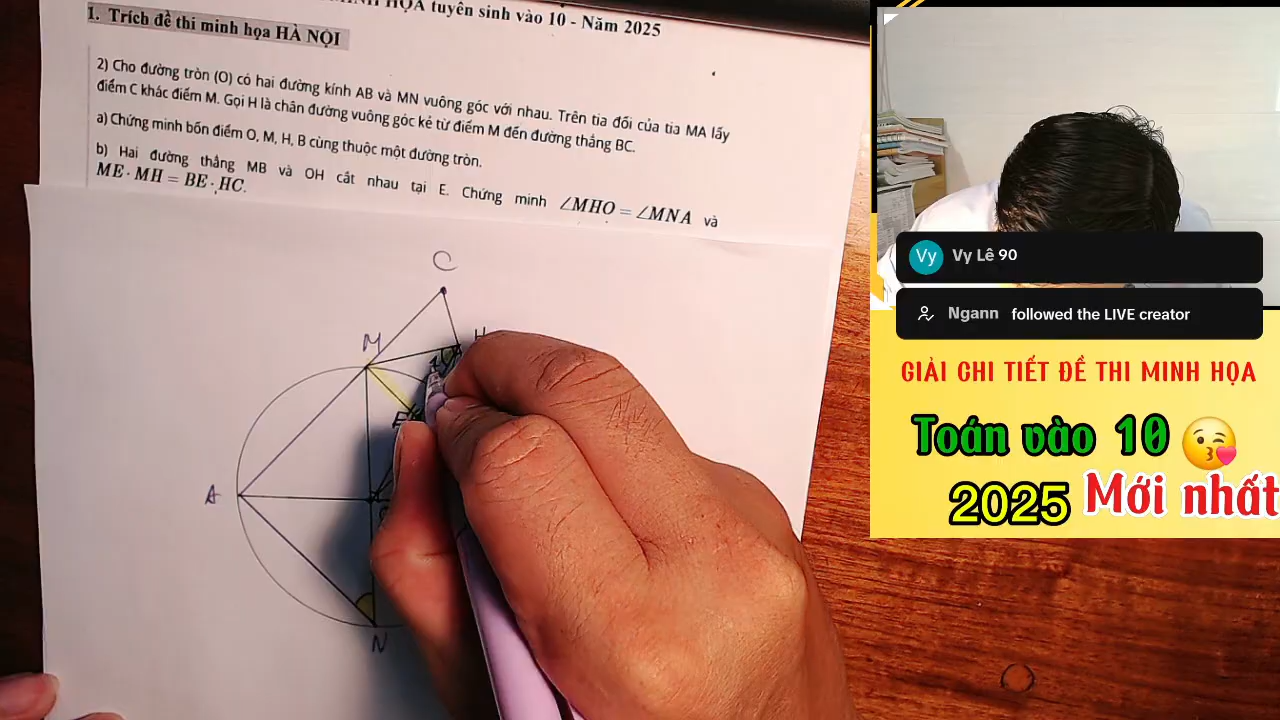 HỌA tuyên sinh vào 10 - Năm 2025
1. Trích đề thi minh họa HÀ NỘI
2) Cho đường tròn (O) có hai đường kính AB và MN vuông góc với nhau. Trên tia đối của tia MA lấy
điểm C khác điểm M. Gọi H là chân đường vuông góc kẻ từ điểm M đến đường thẳng BC.
a) Chứng minh bốn điểm O, M, H, B cùng thuộc một đường tròn.
b) Hai đường thẳng MB và OH cắt nhau tại E. Chứng minh ∠MHO = ∠MNA và
ME · MH = BE · HC.
C
M
H
E
A
N
Vy
Vy Lê 90
Ngann followed the LIVE creator
GIẢI CHI TIẾT ĐỀ THI MINH HỌA
Toán vào 10
2025 Mới nhất